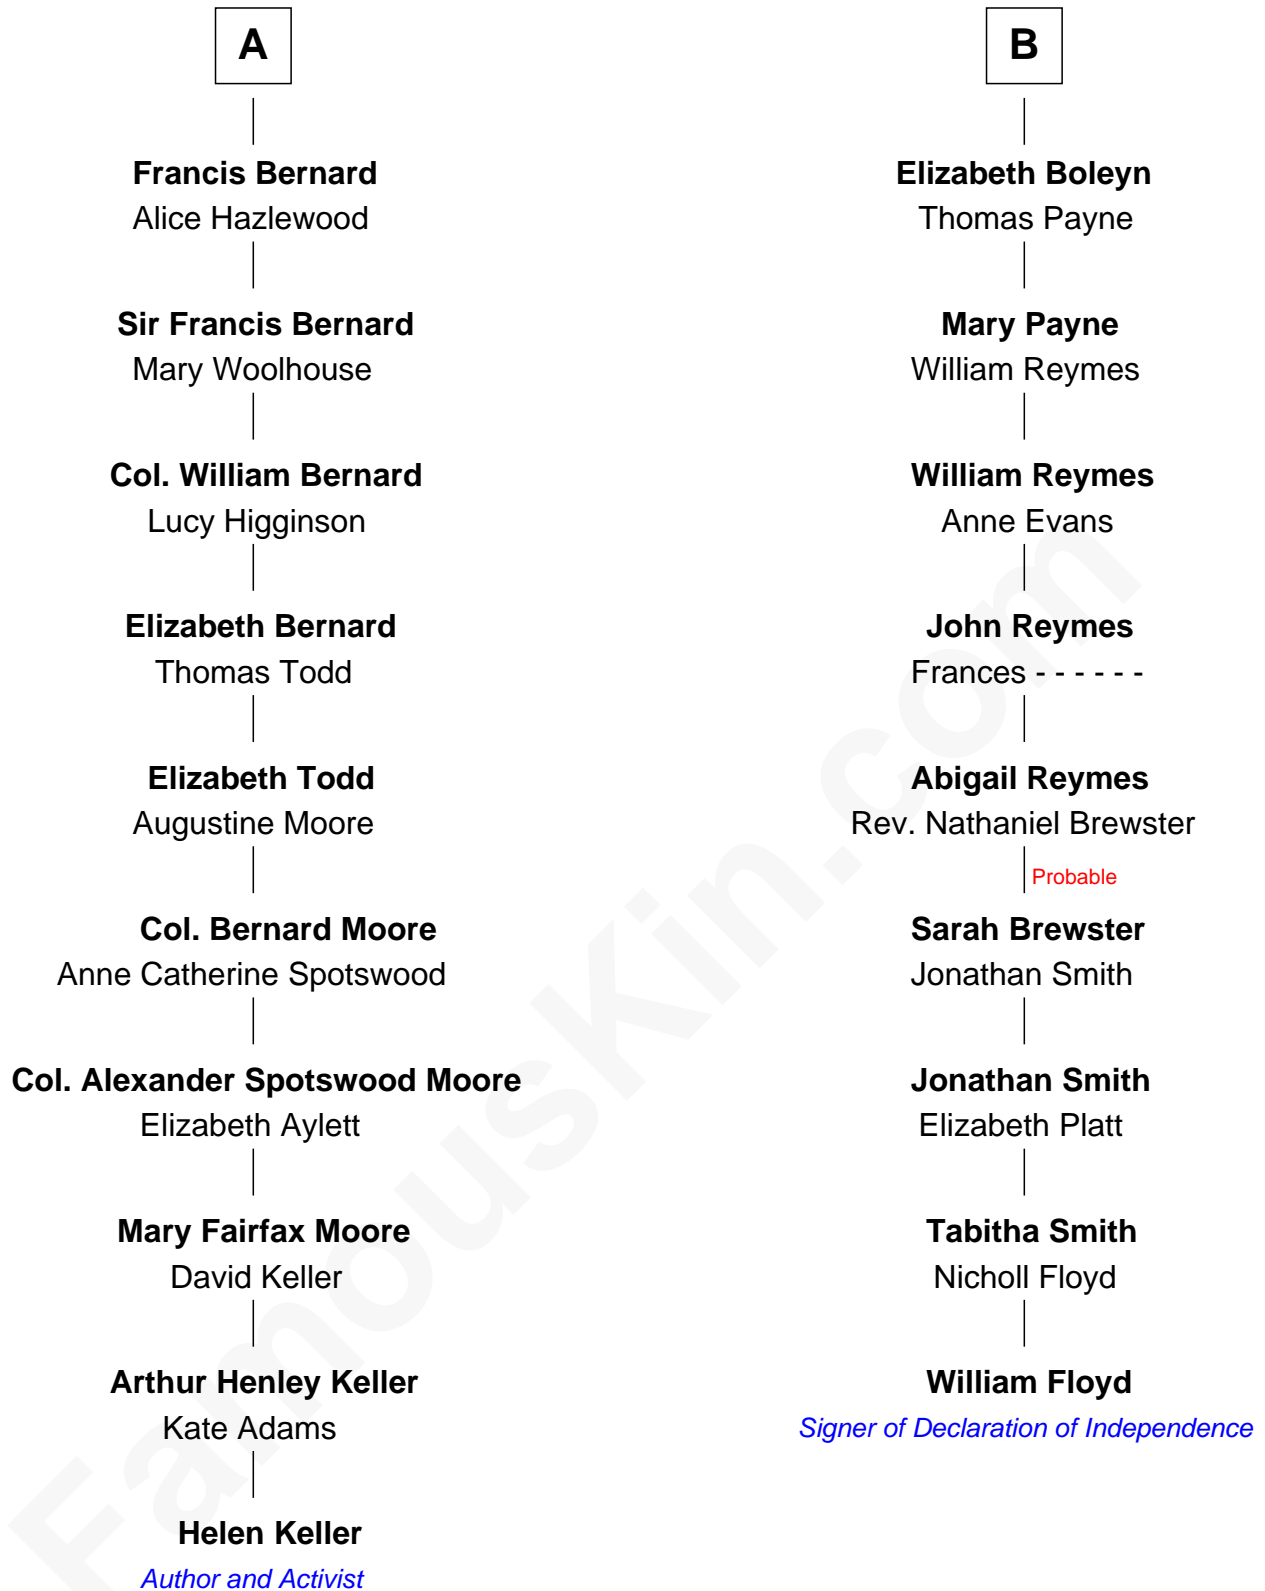 A
Francis Bernard
Alice Hazlewood
Sir Francis Bernard
Mary Woolhouse
Col. William Bernard
Lucy Higginson
Elizabeth Bernard
Thomas Todd
Elizabeth Todd
Augustine Moore
Col. Bernard Moore
Anne Catherine Spotswood
Col. Alexander Spotswood Moore
Elizabeth Aylett
Mary Fairfax Moore
David Keller
Arthur Henley Keller
Kate Adams
Helen Keller
Author and Activist
B
Elizabeth Boleyn
Thomas Payne
Mary Payne
William Reymes
William Reymes
Anne Evans
John Reymes
Frances - - - - - -
Abigail Reymes
Rev. Nathaniel Brewster
Probable
Sarah Brewster
Jonathan Smith
Jonathan Smith
Elizabeth Platt
Tabitha Smith
Nicholl Floyd
William Floyd
Signer of Declaration of Independence
FamousKin.com